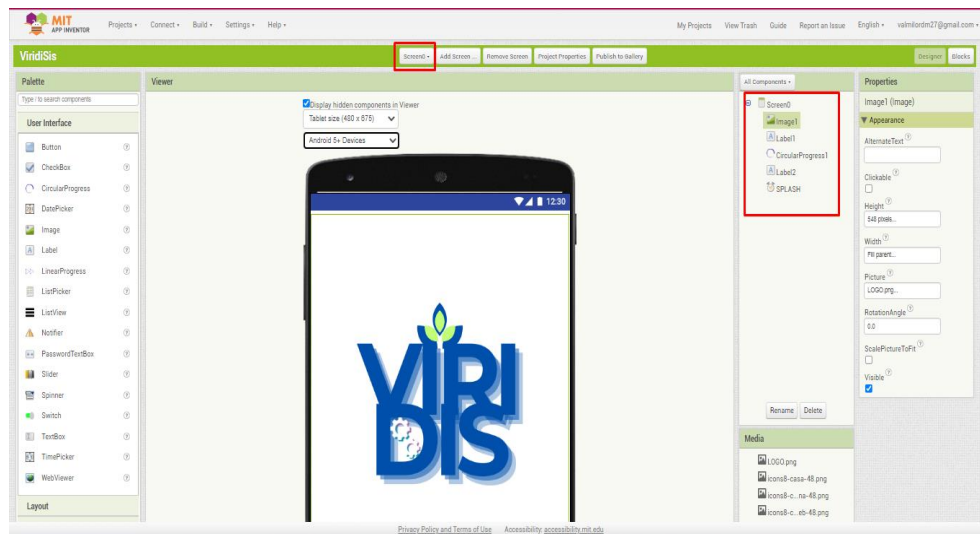 MIT
APP INVENTOR
Projects
Connect
Build
Settings
Help
My Projects
View Trash
Guide
Report an Issue
English
valmilordm27@gmail.com
ViridiSis
Screen0
Add Screen ...
Remove Screen
Project Properties
Publish to Gallery
Designer
Blocks
Palette
Type / to search components
User Interface
Button
CheckBox
CircularProgress
DatePicker
Image
Label
LinearProgress
ListPicker
ListView
Notifier
PasswordTextBox
Slider
Spinner
Switch
TextBox
TimePicker
WebViewer
Layout
Viewer
Display hidden components in Viewer
Tablet size (480 x 675)
Android 5+ Devices
12:30
VIRI
DIS
All Components
Screen0
Image1
Label1
CircularProgress1
Label2
SPLASH
Rename
Delete
Media
LOGO.png
icons8-casa-48.png
icons8-c...na-48.png
icons8-c...eb-48.png
Properties
Image1 (Image)
Appearance
AlternateText
Clickable
Height
548 pixels...
Width
Fill parent...
Picture
LOGO.png...
RotationAngle
0.0
ScalePictureToFit
Visible
Privacy Policy and Terms of Use
Accessibility: accessibility.mit.edu